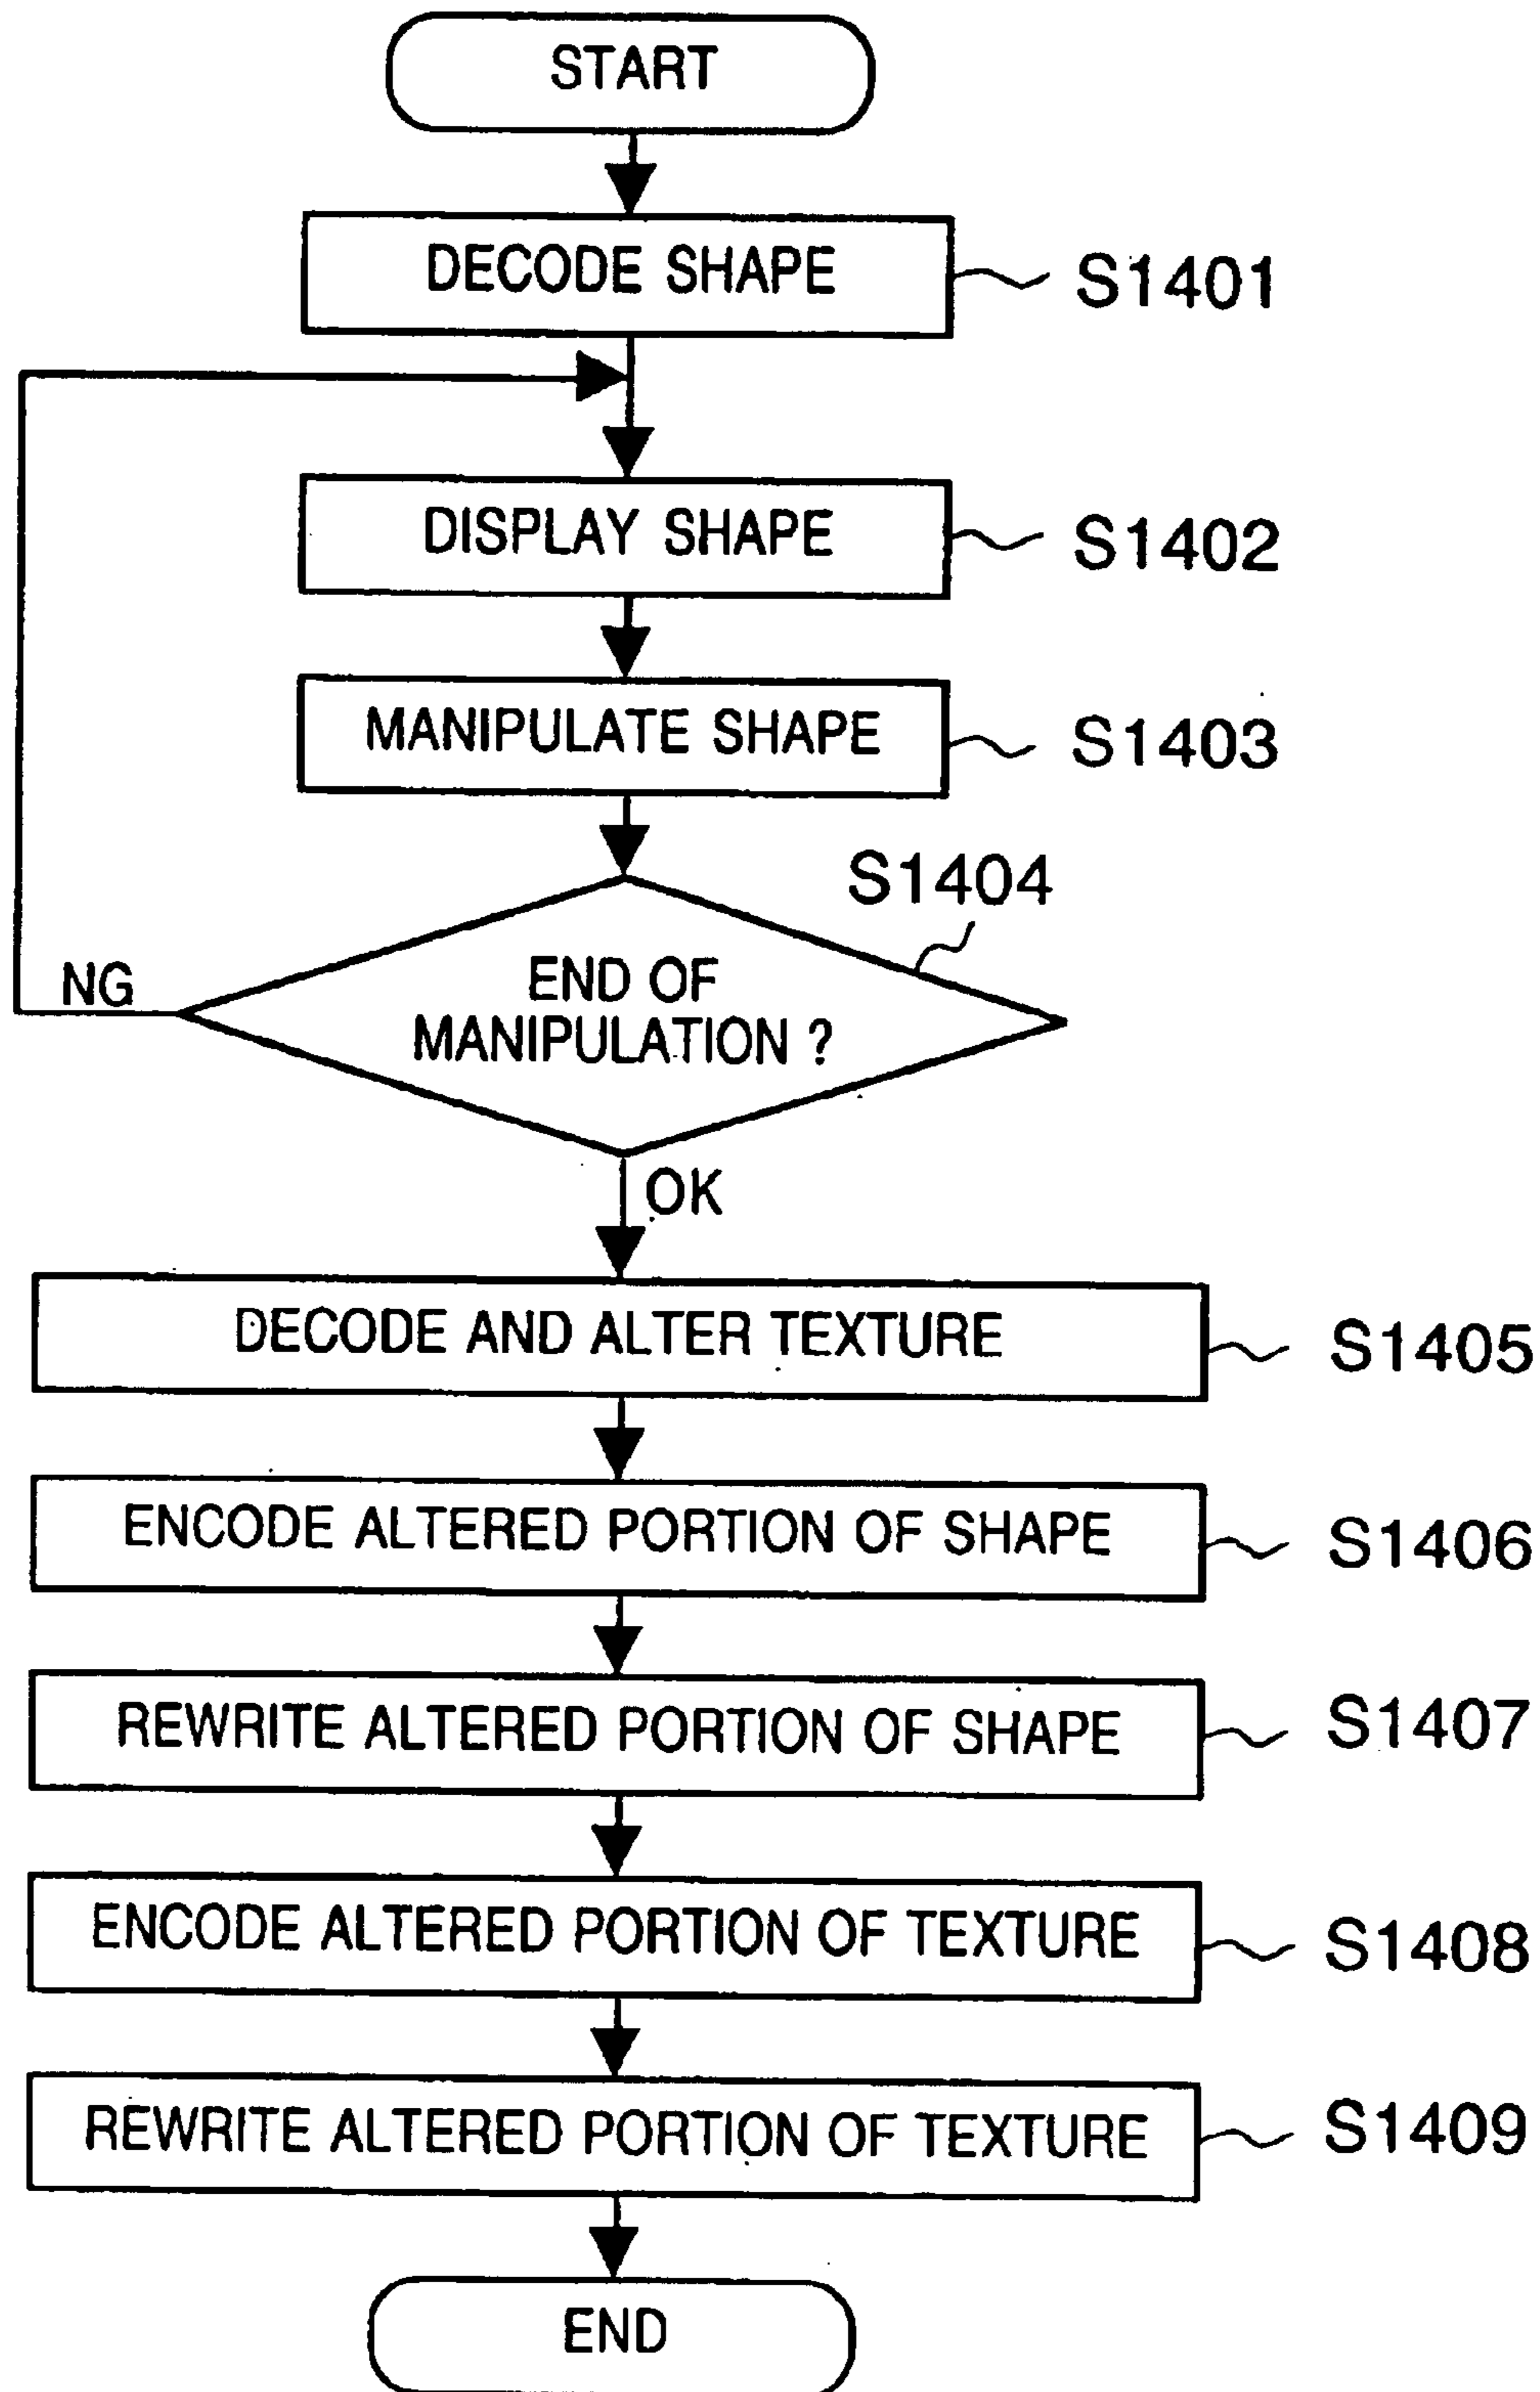 START
DECODE SHAPE
S1401
DISPLAY SHAPE
S1402
MANIPULATE SHAPE
S1403
S1404
END OF
MANIPULATION ?
NG
OK
DECODE AND ALTER TEXTURE
S1405
ENCODE ALTERED PORTION OF SHAPE
S1406
REWRITE ALTERED PORTION OF SHAPE
S1407
ENCODE ALTERED PORTION OF TEXTURE
S1408
REWRITE ALTERED PORTION OF TEXTURE
S1409
END